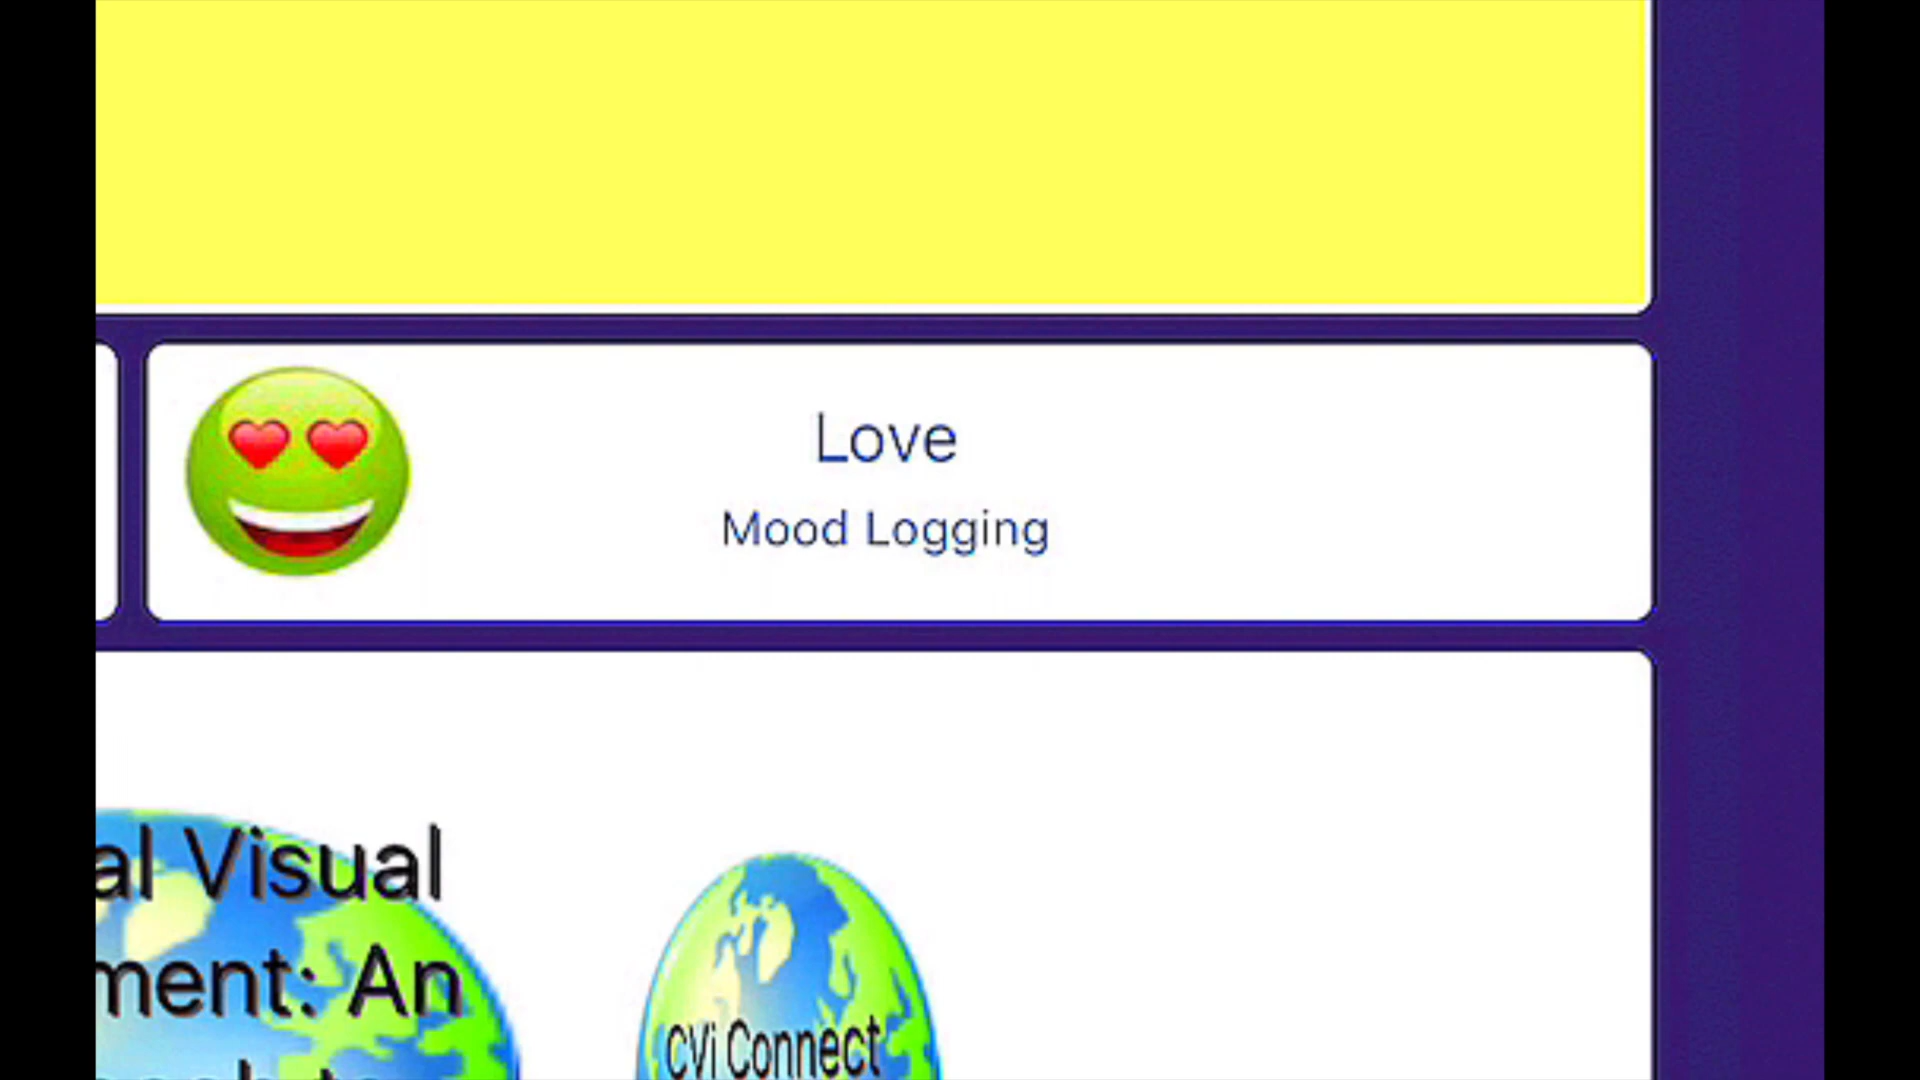 Love
Mood Logging
al Visual
ment: An
CVi Connect